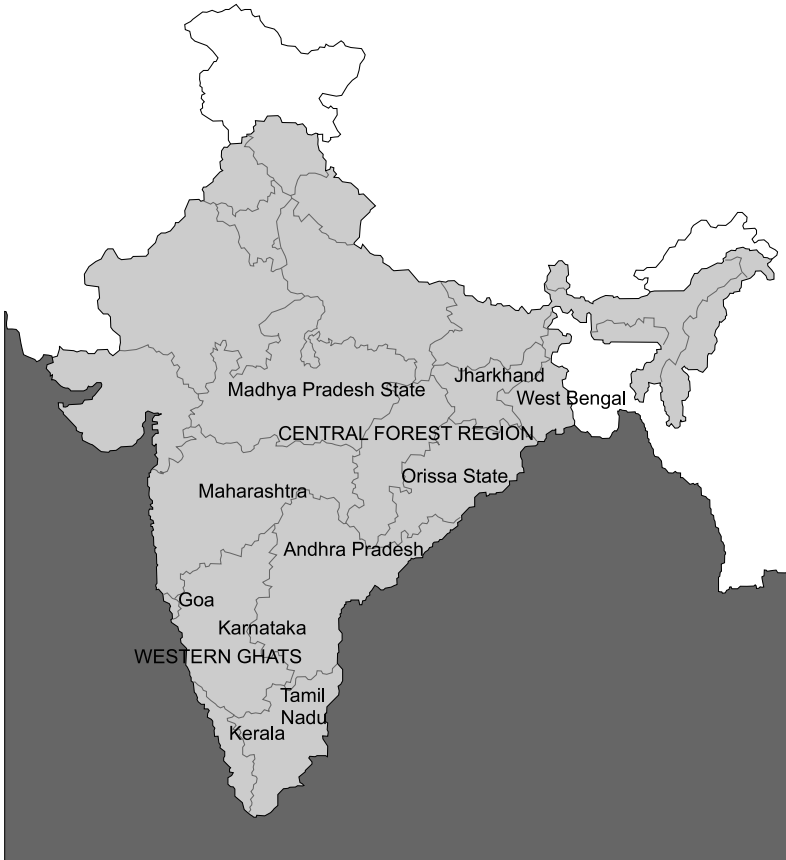 Jharkhand
Madhya Pradesh State
West Bengal
CENTRAL FOREST REGION
Orissa State
Maharashtra
Andhra Pradesh
Goa
Karnataka
WESTERN GHATS
Tamil
Nadu
Kerala